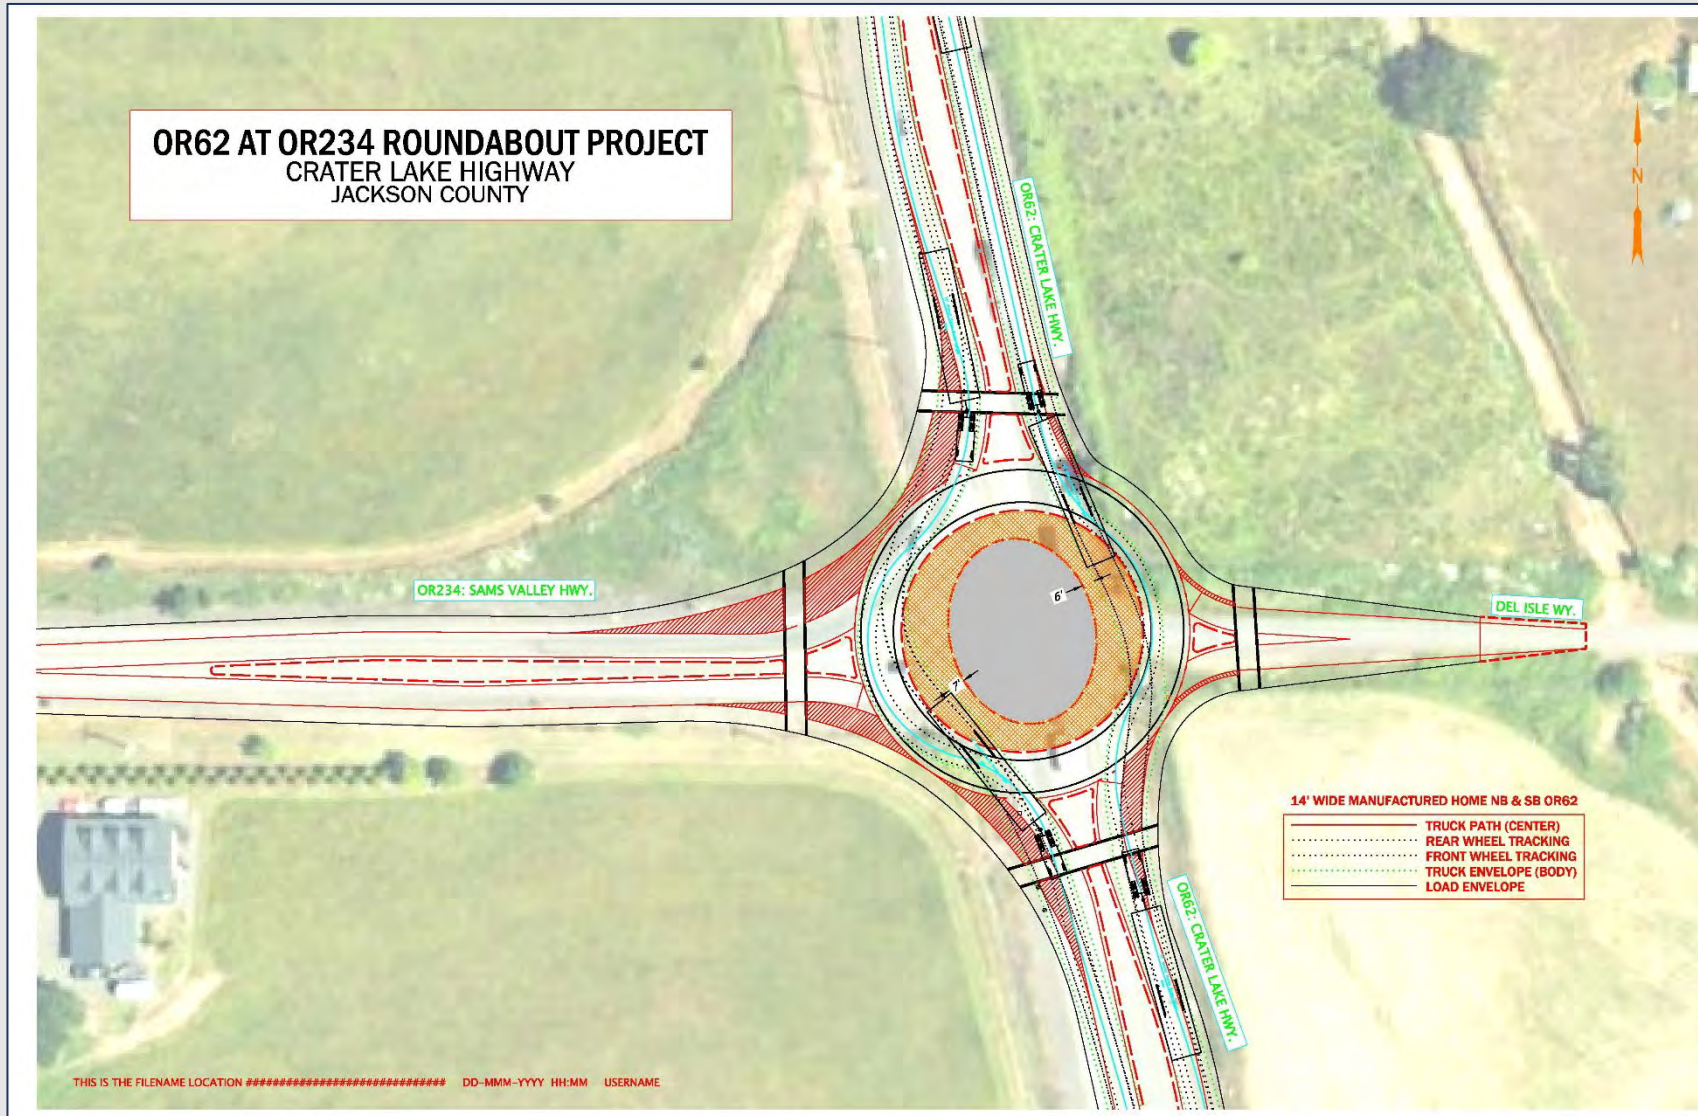 OR62 AT OR234 ROUNDABOUT PROJECT
CRATER LAKE HIGHWAY
JACKSON COUNTY
OR62: CRATER LAKE HWY.
N
OR234: SAMS VALLEY HWY.
6'
DEL ISLE WY.
7'
14' WIDE MANUFACTURED HOME NB & SB OR62
TRUCK PATH (CENTER)
REAR WHEEL TRACKING
FRONT WHEEL TRACKING
TRUCK ENVELOPE (BODY)
LOAD ENVELOPE
OR62: CRATER LAKE HWY.
THIS IS THE FILENAME LOCATION ############################## DD-MMM-YYYY HH:MM USERNAME